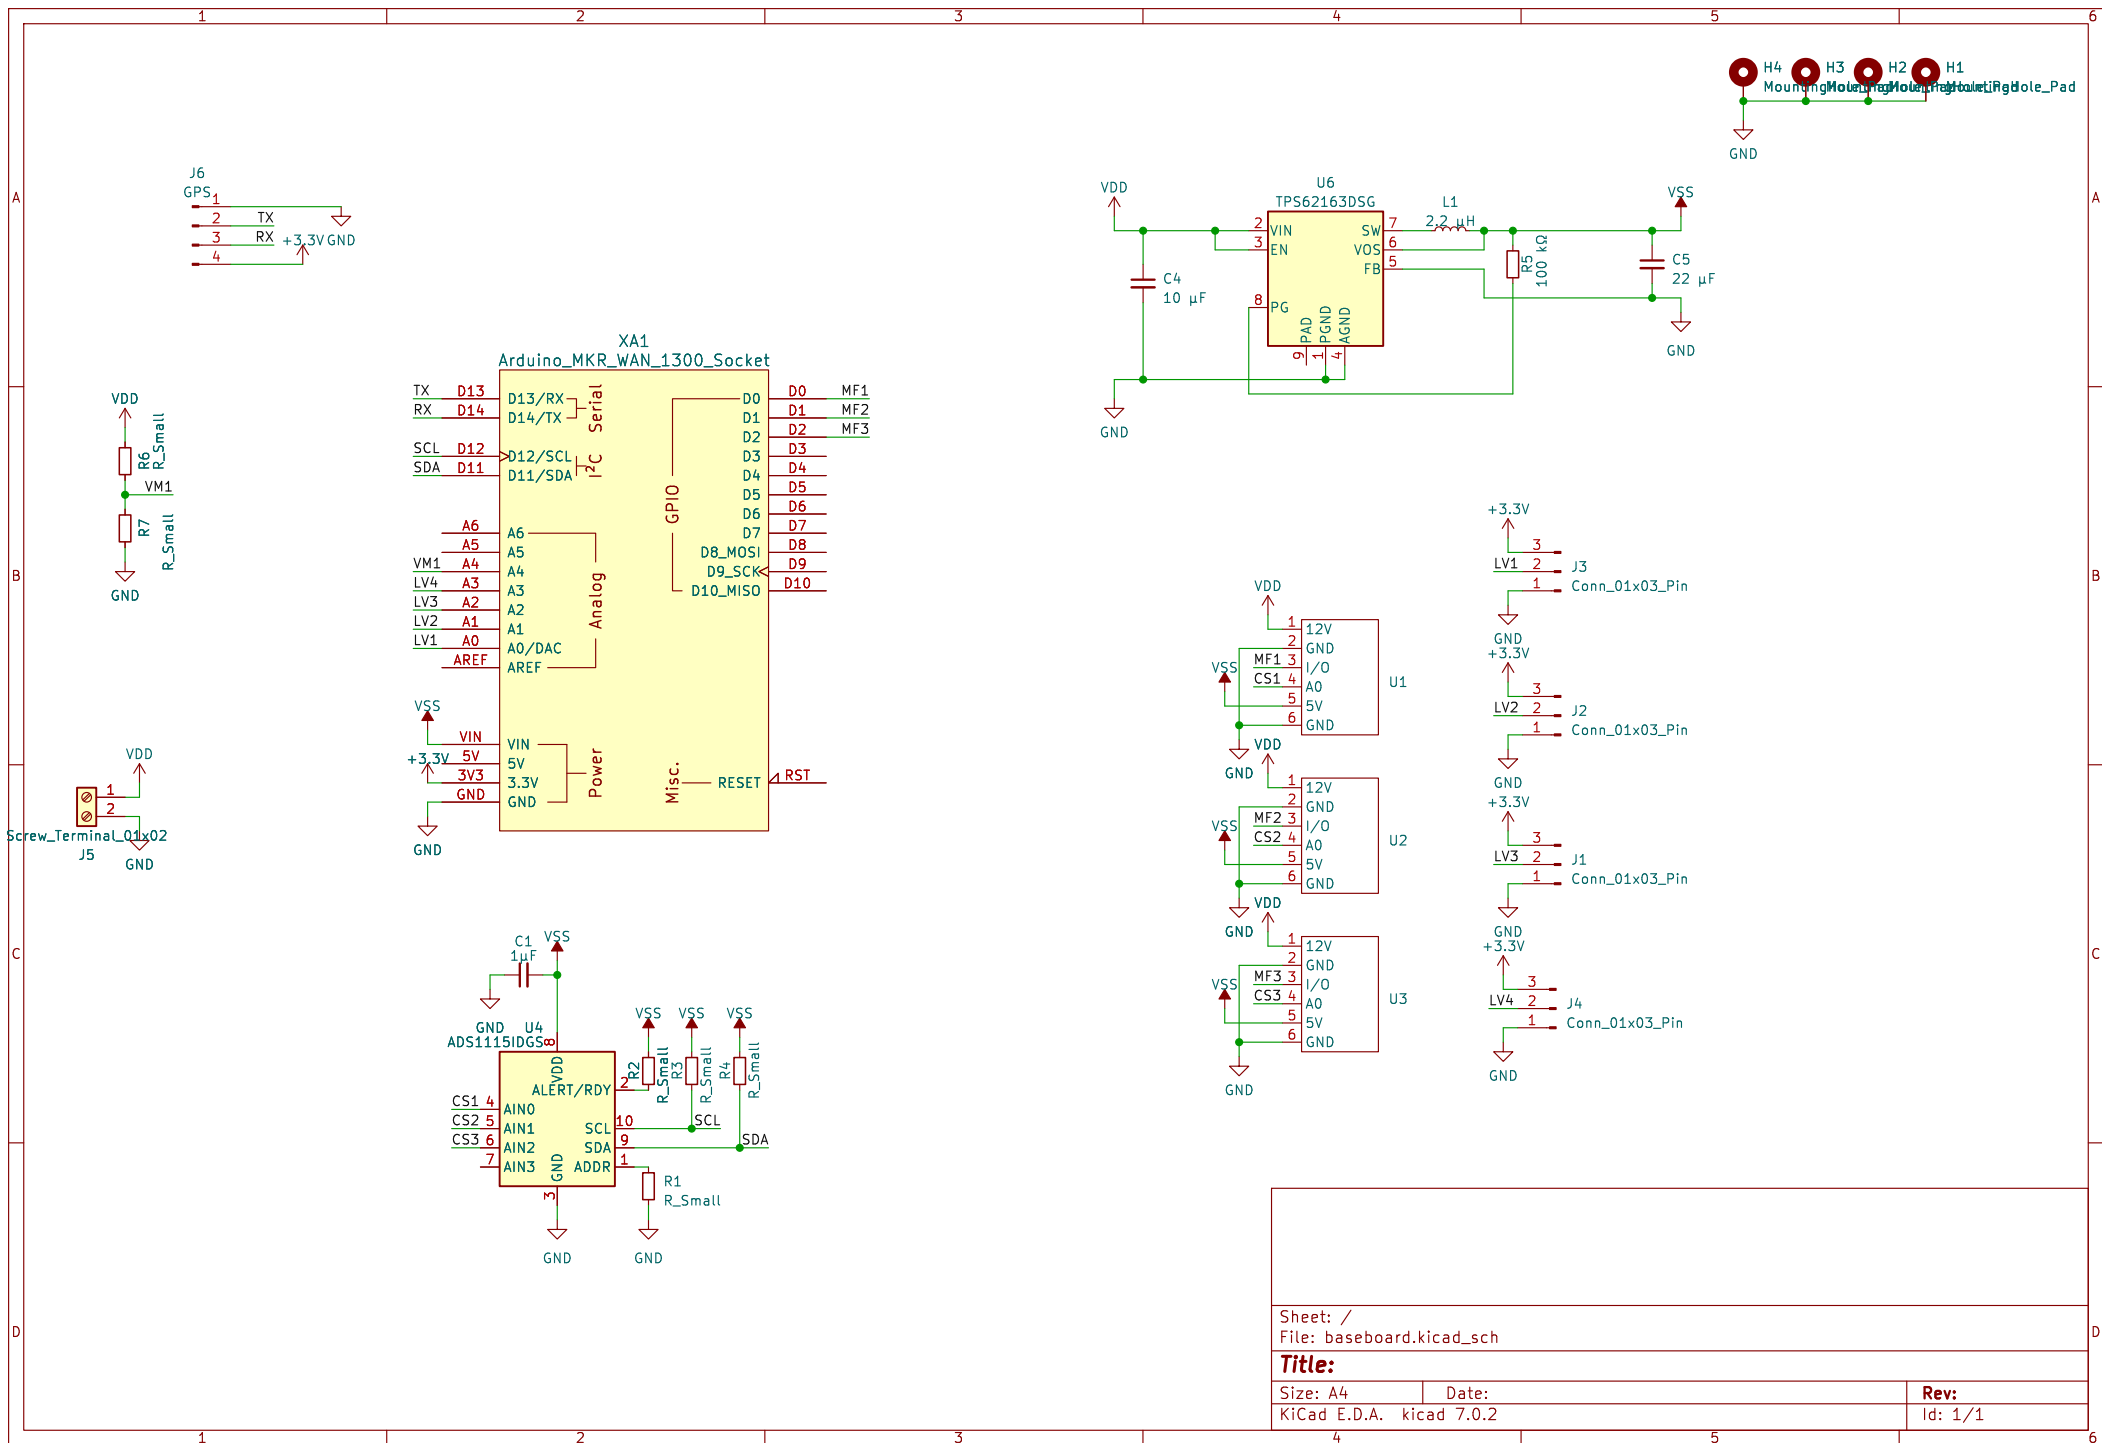 1 2 3 4 5 6
A
B
C
D
A
B
C
D
1 2 3 4 5 6
H4
MountingHole_Pad
H3
MountingHole_Pad
H2
MountingHole_Pad
H1
MountingHole_Pad
GND
J6
GPS
1
2 TX
3 RX
4
+3.3V
GND
VDD
U6
TPS62163DSG
2 VIN
3 EN
8 PG
SW 7
VOS 6
FB 5
PAD 9
PGND 1
AGND 4
L1
2.2 µH
VSS
R5
100 kΩ
C4
10 µF
C5
22 µF
GND
GND
XA1
Arduino_MKR_WAN_1300_Socket
TX D13 D13/RX
RX D14 D14/TX
Serial
SCL D12 D12/SCL
SDA D11 D11/SDA
I²C
A6 A6
A5 A5
VM1 A4 A4
LV4 A3 A3
LV3 A2 A2
LV2 A1 A1
LV1 A0 A0/DAC
AREF AREF
Analog
VSS
VIN VIN
5V 5V
+3.3V
3V3 3.3V
GND GND
Power
GND
D0 D0 MF1
D1 D1 MF2
D2 D2 MF3
D3 D3
D4 D4
D5 D5
D6 D6
D7 D7
D8_MOSI D8
D9_SCK D9
D10_MISO D10
GPIO
Misc.
RESET RST
VDD
R6
R_Small
VM1
R7
R_Small
GND
VDD
1
2
Screw_Terminal_01x02
J5
GND
C1
1µF
VSS
GND
U4
ADS1115IDGS
8 VDD
ALERT/RDY 2
CS1 4 AIN0
CS2 5 AIN1
CS3 6 AIN2
7 AIN3
SCL 10
SDA 9
ADDR 1
GND 3
VSS VSS VSS
R2
R_Small
R3
R_Small
R4
R_Small
SCL
SDA
R1
R_Small
GND
GND
VDD
1 12V
2 GND
MF1 3 I/O
CS1 4 A0
5 5V
6 GND
VSS
U1
GND
VDD
1 12V
2 GND
MF2 3 I/O
CS2 4 A0
5 5V
6 GND
VSS
U2
GND
VDD
1 12V
2 GND
MF3 3 I/O
CS3 4 A0
5 5V
6 GND
VSS
U3
GND
+3.3V
3
LV1 2
1
J3
Conn_01x03_Pin
GND
+3.3V
3
LV2 2
1
J2
Conn_01x03_Pin
GND
+3.3V
3
LV3 2
1
J1
Conn_01x03_Pin
GND
+3.3V
3
LV4 2
1
J4
Conn_01x03_Pin
GND
Sheet: /
File: baseboard.kicad_sch
Title:
Size: A4 Date: Rev:
KiCad E.D.A. kicad 7.0.2 Id: 1/1